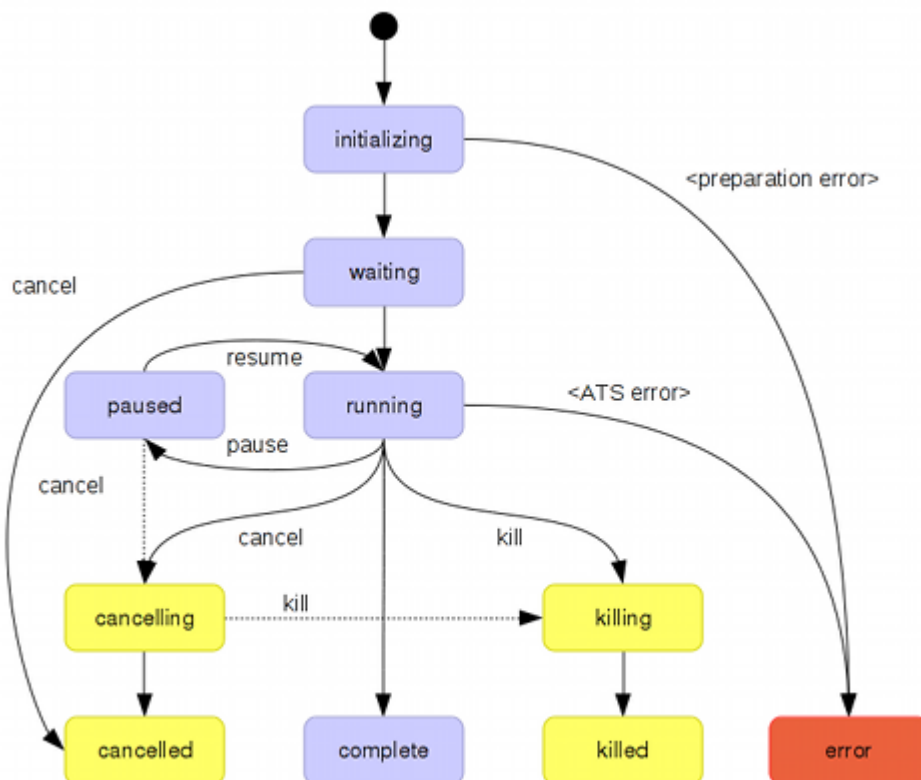 initializing
<preparation error>
waiting
cancel
resume
paused
running
<ATS error>
pause
cancel
cancel
kill
cancelling
kill
killing
cancelled
complete
killed
error